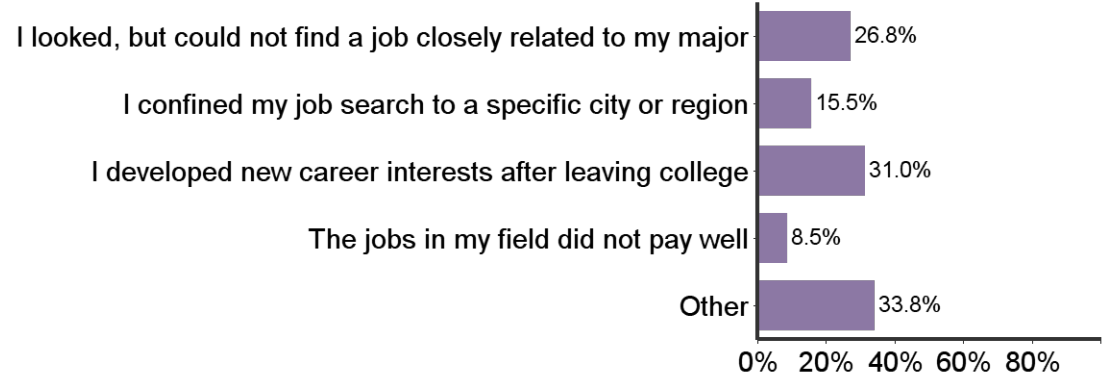 I looked, but could not find a job closely related to my major 26.8%
I confined my job search to a specific city or region 15.5%
I developed new career interests after leaving college 31.0%
The jobs in my field did not pay well 8.5%
Other 33.8%
0% 20% 40% 60% 80%